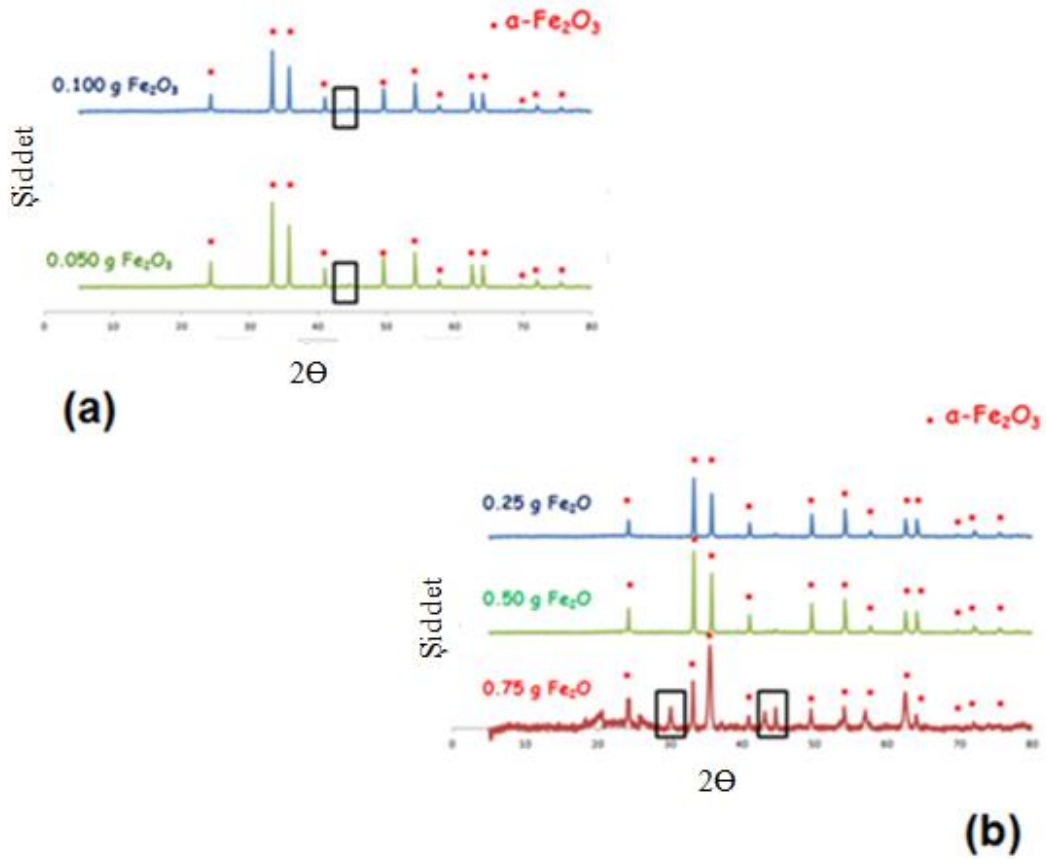 • α-Fe₂O₃
0.100 g Fe₂O₃
0.050 g Fe₂O₃
Şiddet
0 10 20 30 40 50 60 70 80
2Θ
(a)
• α-Fe₂O₃
0.25 g Fe₂O
0.50 g Fe₂O
0.75 g Fe₂O
Şiddet
0 10 20 30 40 50 60 70 80
2Θ
(b)